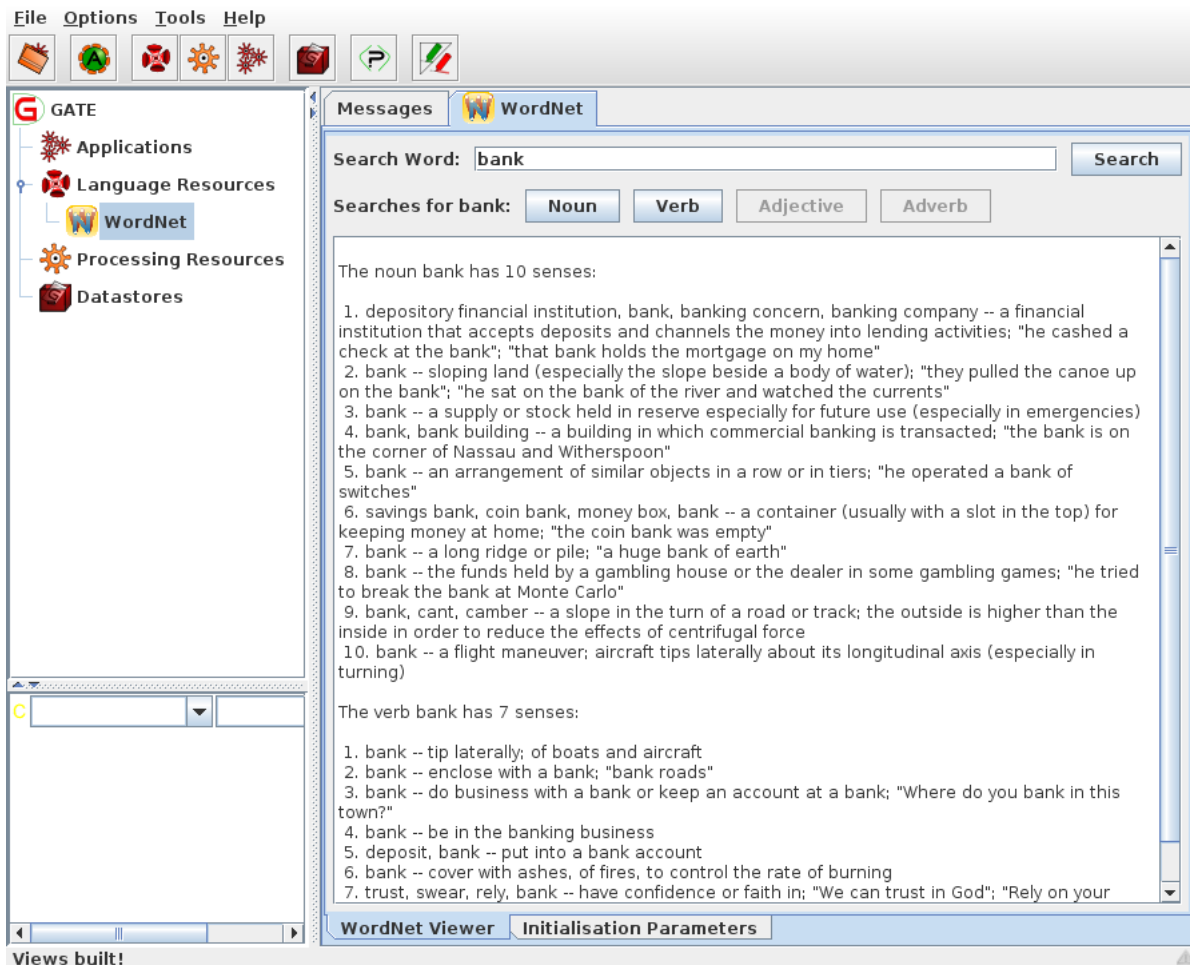 File Options Tools Help
GATE
Applications
Language Resources
WordNet
Processing Resources
Datastores
Messages
WordNet
Search Word: bank Search
Searches for bank: Noun Verb Adjective Adverb
The noun bank has 10 senses:
1. depository financial institution, bank, banking concern, banking company -- a financial
institution that accepts deposits and channels the money into lending activities; "he cashed a
check at the bank"; "that bank holds the mortgage on my home"
2. bank -- sloping land (especially the slope beside a body of water); "they pulled the canoe up
on the bank"; "he sat on the bank of the river and watched the currents"
3. bank -- a supply or stock held in reserve especially for future use (especially in emergencies)
4. bank, bank building -- a building in which commercial banking is transacted; "the bank is on
the corner of Nassau and Witherspoon"
5. bank -- an arrangement of similar objects in a row or in tiers; "he operated a bank of
switches"
6. savings bank, coin bank, money box, bank -- a container (usually with a slot in the top) for
keeping money at home; "the coin bank was empty"
7. bank -- a long ridge or pile; "a huge bank of earth"
8. bank -- the funds held by a gambling house or the dealer in some gambling games; "he tried
to break the bank at Monte Carlo"
9. bank, cant, camber -- a slope in the turn of a road or track; the outside is higher than the
inside in order to reduce the effects of centrifugal force
10. bank -- a flight maneuver; aircraft tips laterally about its longitudinal axis (especially in
turning)
The verb bank has 7 senses:
1. bank -- tip laterally; of boats and aircraft
2. bank -- enclose with a bank; "bank roads"
3. bank -- do business with a bank or keep an account at a bank; "Where do you bank in this
town?"
4. bank -- be in the banking business
5. deposit, bank -- put into a bank account
6. bank -- cover with ashes, of fires, to control the rate of burning
7. trust, swear, rely, bank -- have confidence or faith in; "We can trust in God"; "Rely on your
C
WordNet Viewer Initialisation Parameters
Views built!